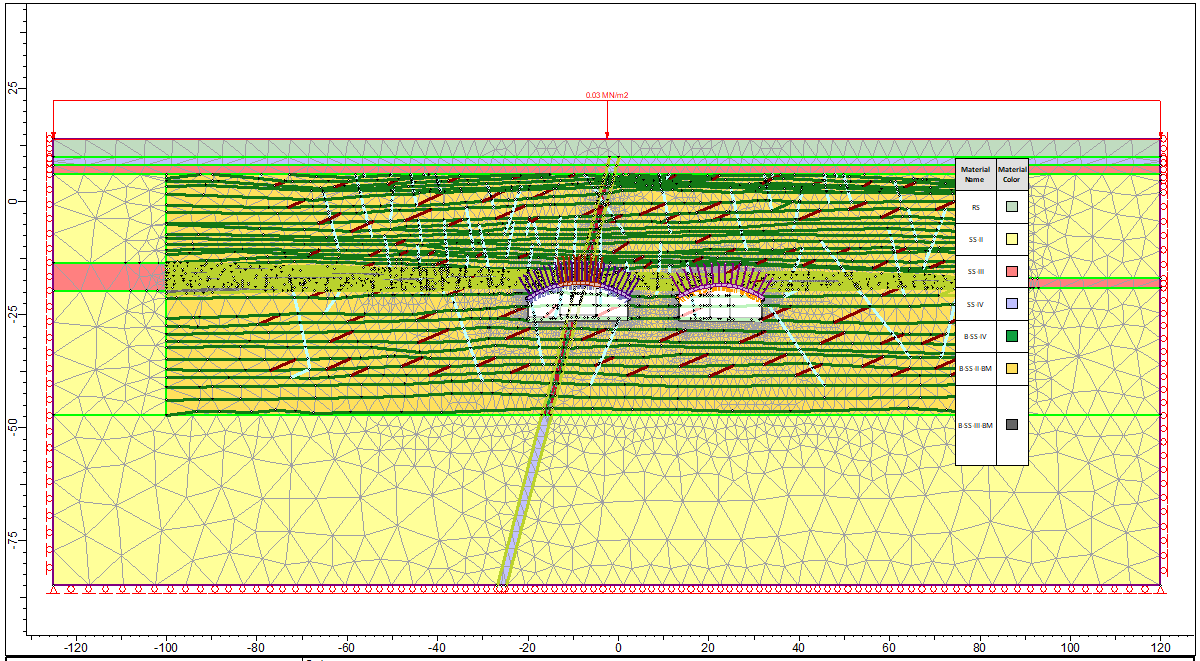 0.03 MN/m2
25
0
-25
-50
-75
Material Name
Material Color
RS
SS-II
SS-III
SS-IV
B-SS-IV
B-SS-II-BM
B-SS-III-BM
-120
-100
-80
-60
-40
-20
0
20
40
60
80
100
120